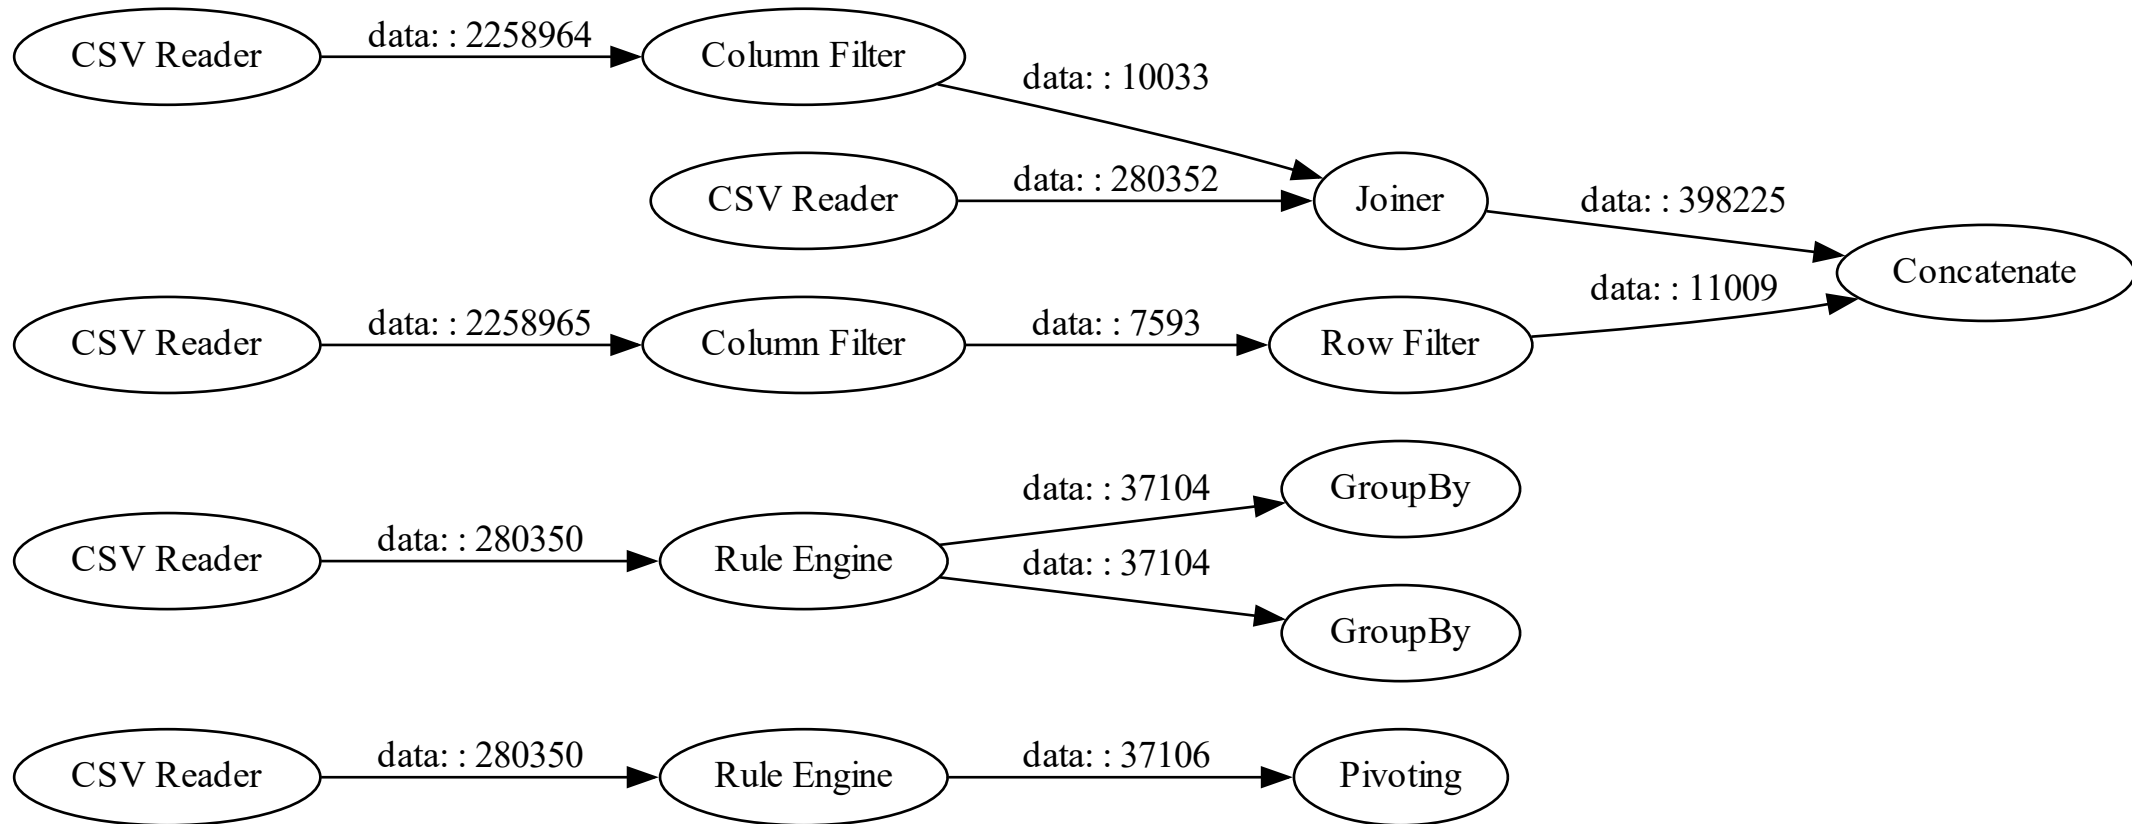 CSV Reader
data: : 2258964
Column Filter
data: : 10033
CSV Reader
data: : 280352
Joiner
data: : 398225
Concatenate
CSV Reader
data: : 2258965
Column Filter
data: : 7593
Row Filter
data: : 11009
CSV Reader
data: : 280350
Rule Engine
data: : 37104
GroupBy
data: : 37104
GroupBy
CSV Reader
data: : 280350
Rule Engine
data: : 37106
Pivoting